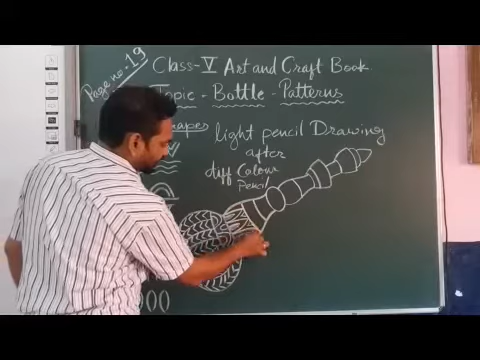 Page no. 19
Class-V Art and Craft Book
Topic - Bottle - Patterns
light pencil Drawing
after
diff Colour
Pencil